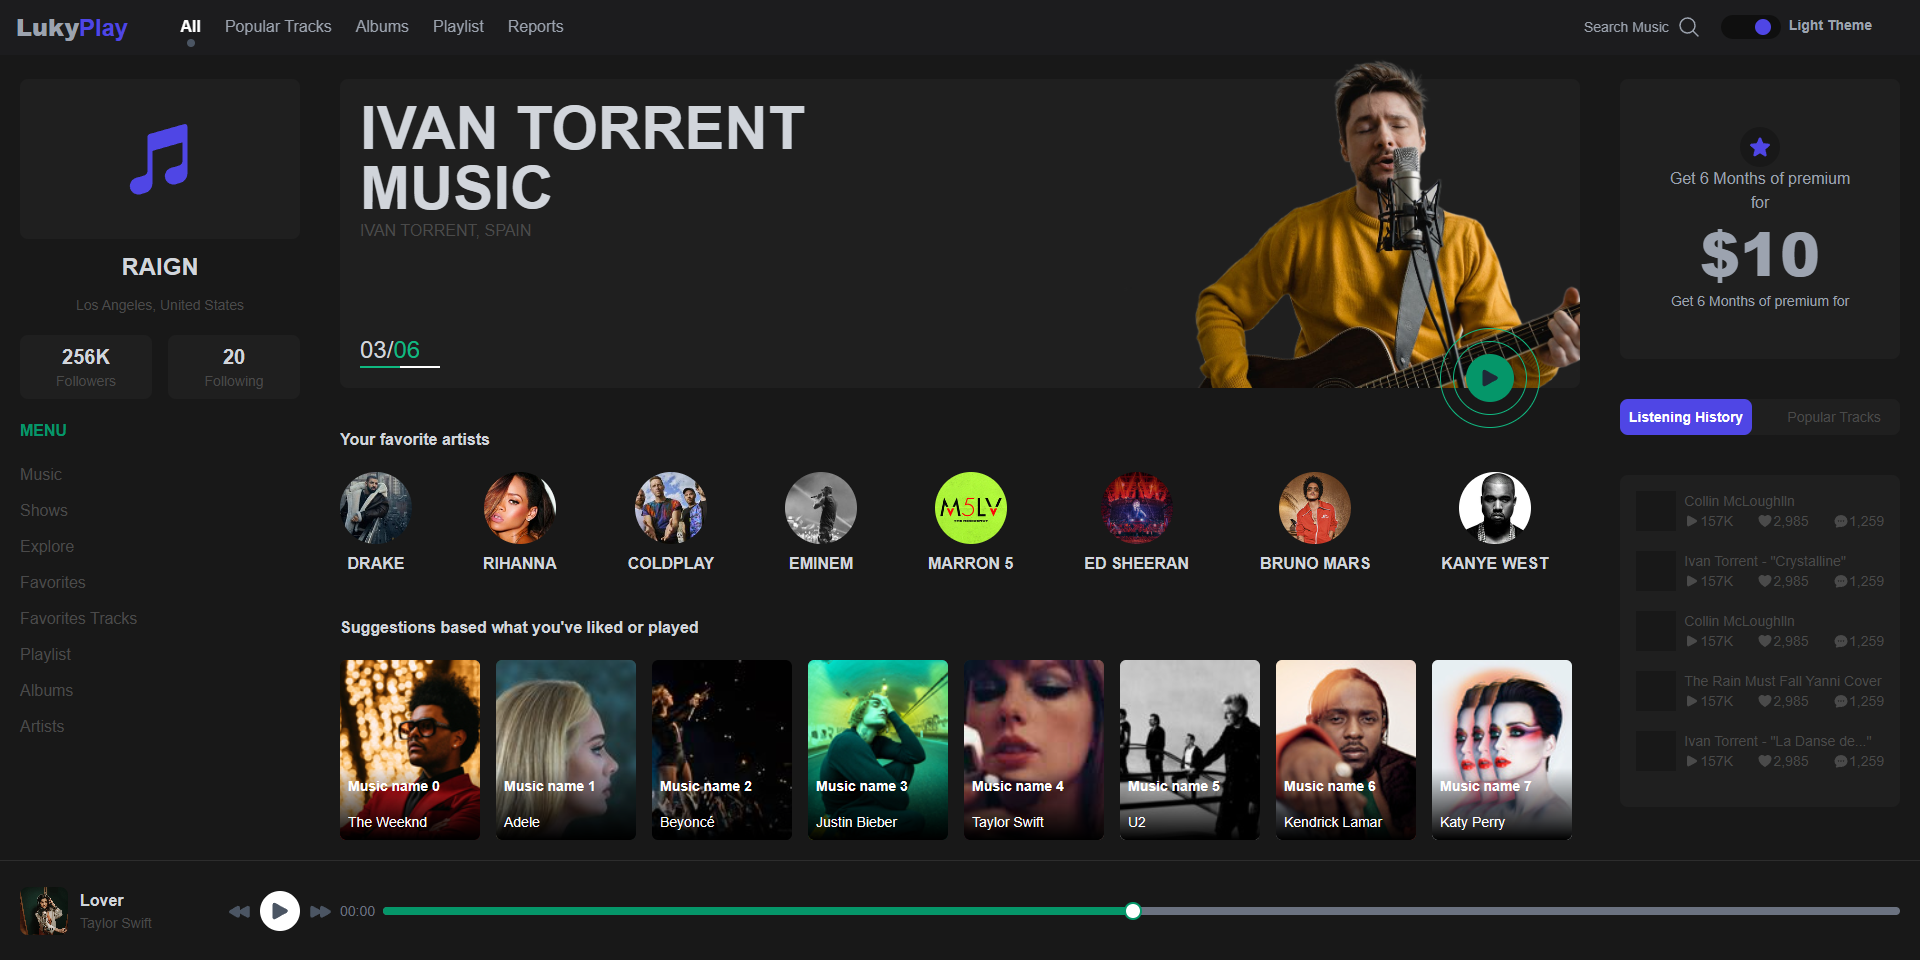 LukyPlay
All
Popular Tracks
Albums
Playlist
Reports
Search Music
Light Theme
RAIGN
Los Angeles, United States
256K
Followers
20
Following
MENU
Music
Shows
Explore
Favorites
Favorites Tracks
Playlist
Albums
Artists
IVAN TORRENT
MUSIC
IVAN TORRENT, SPAIN
03/06
Your favorite artists
M5LV
DRAKE
RIHANNA
COLDPLAY
EMINEM
MARRON 5
ED SHEERAN
BRUNO MARS
KANYE WEST
Suggestions based what you've liked or played
Music name 0
The Weeknd
Music name 1
Adele
Music name 2
Beyoncé
Music name 3
Justin Bieber
Music name 4
Taylor Swift
Music name 5
U2
Music name 6
Kendrick Lamar
Music name 7
Katy Perry
Get 6 Months of premium
for
$10
Get 6 Months of premium for
Listening History
Popular Tracks
Collin McLoughlln
157K 2,985 1,259
Ivan Torrent - "Crystalline"
157K 2,985 1,259
Collin McLoughlln
157K 2,985 1,259
The Rain Must Fall Yanni Cover
157K 2,985 1,259
Ivan Torrent - "La Danse de..."
157K 2,985 1,259
Lover
Taylor Swift
00:00